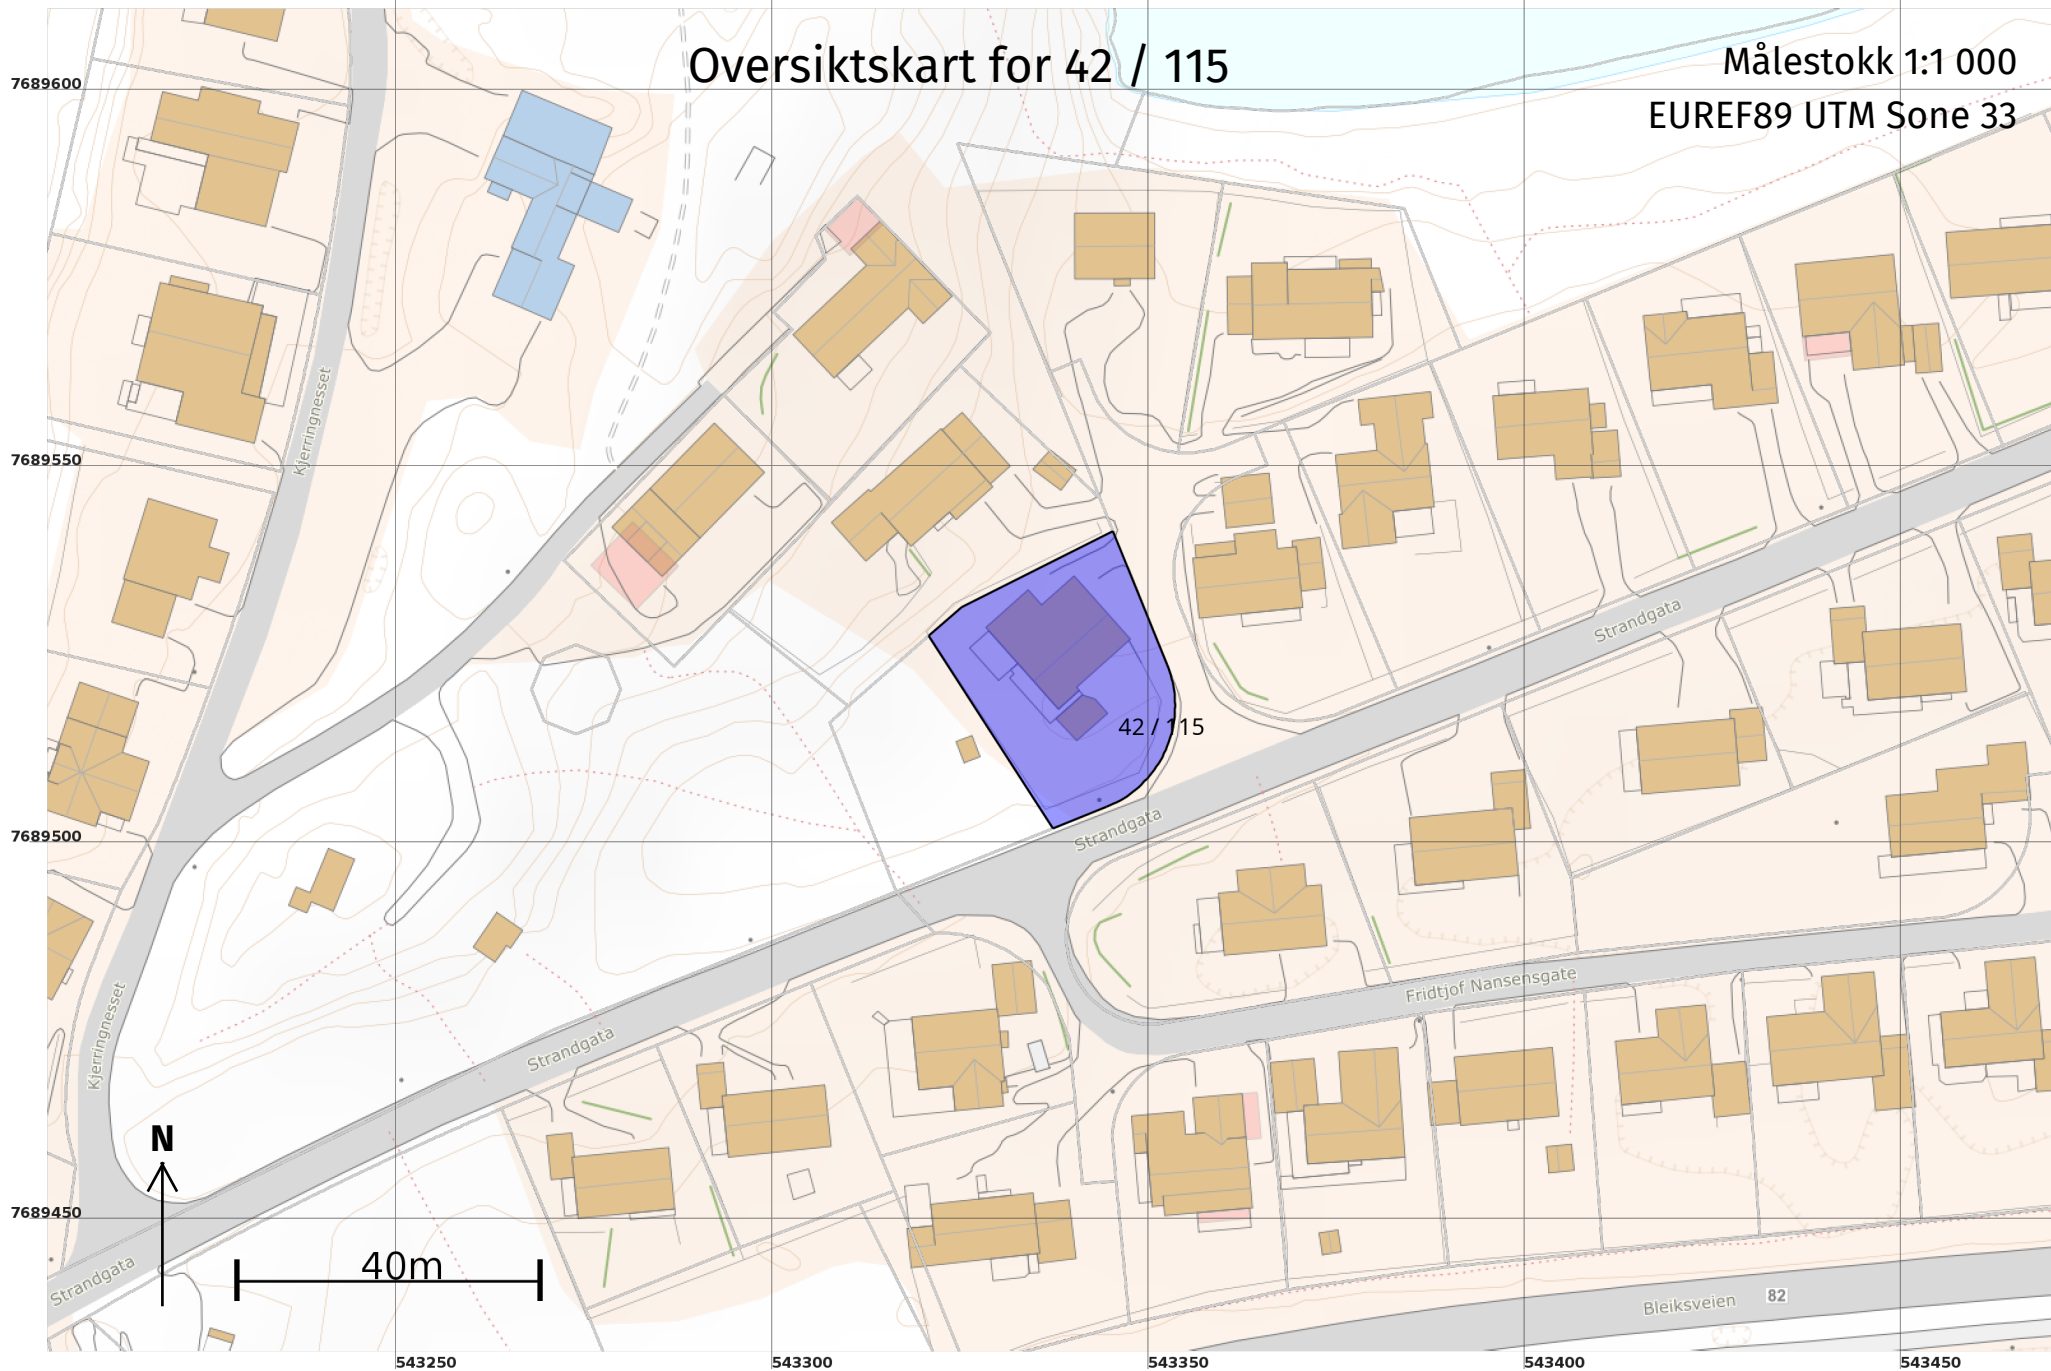 Oversiktskart for 42 / 115
Målestokk 1:1 000
EUREF89 UTM Sone 33
7689600
7689550
7689500
7689450
543250
543300
543350
543400
543450
Kjerringnesset
Kjerringnesset
Strandgata
Strandgata
Strandgata
Strandgata
42 / 115
Fridtjof Nansensgate
Bleiksveien
82
N
40m